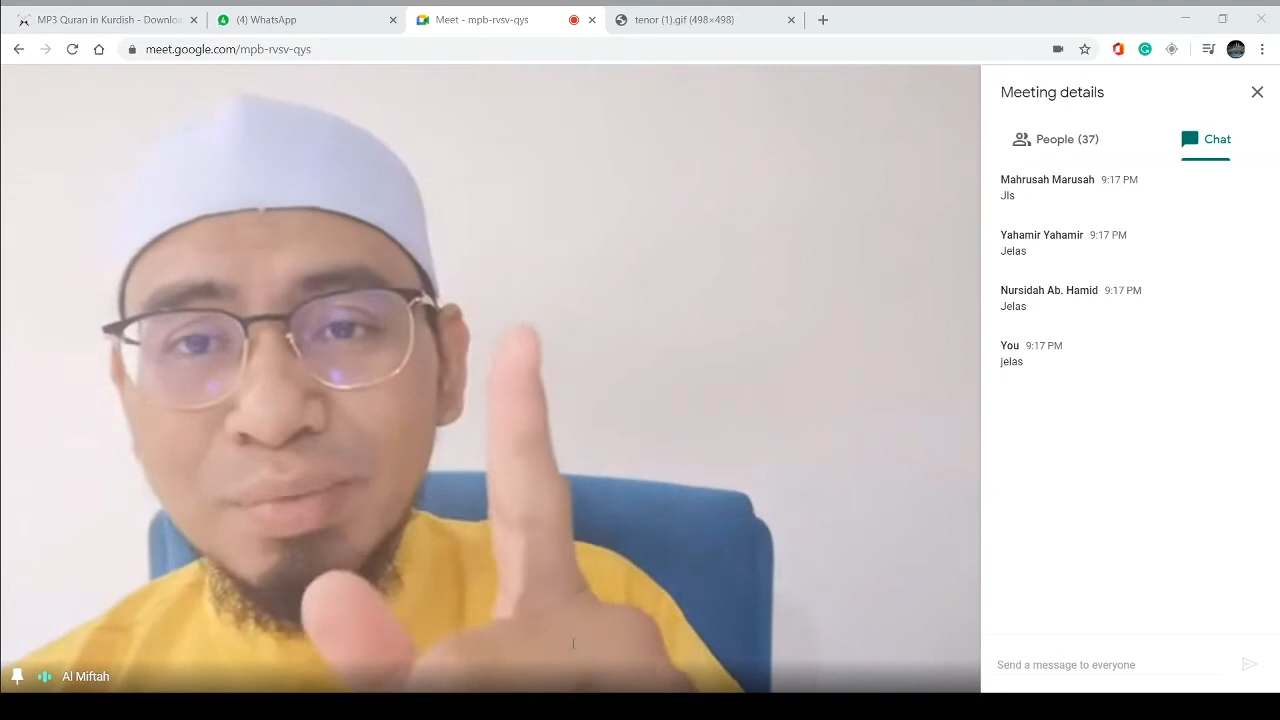 MP3 Quran in Kurdish - Downloa
(4) WhatsApp
Meet - mpb-rvsv-qys
tenor (1).gif (498×498)
meet.google.com/mpb-rvsv-qys
Meeting details
People (37)
Chat
Mahrusah Marusah 9:17 PM
Jls
Yahamir Yahamir 9:17 PM
Jelas
Nursidah Ab. Hamid 9:17 PM
Jelas
You 9:17 PM
jelas
Al Miftah
Send a message to everyone